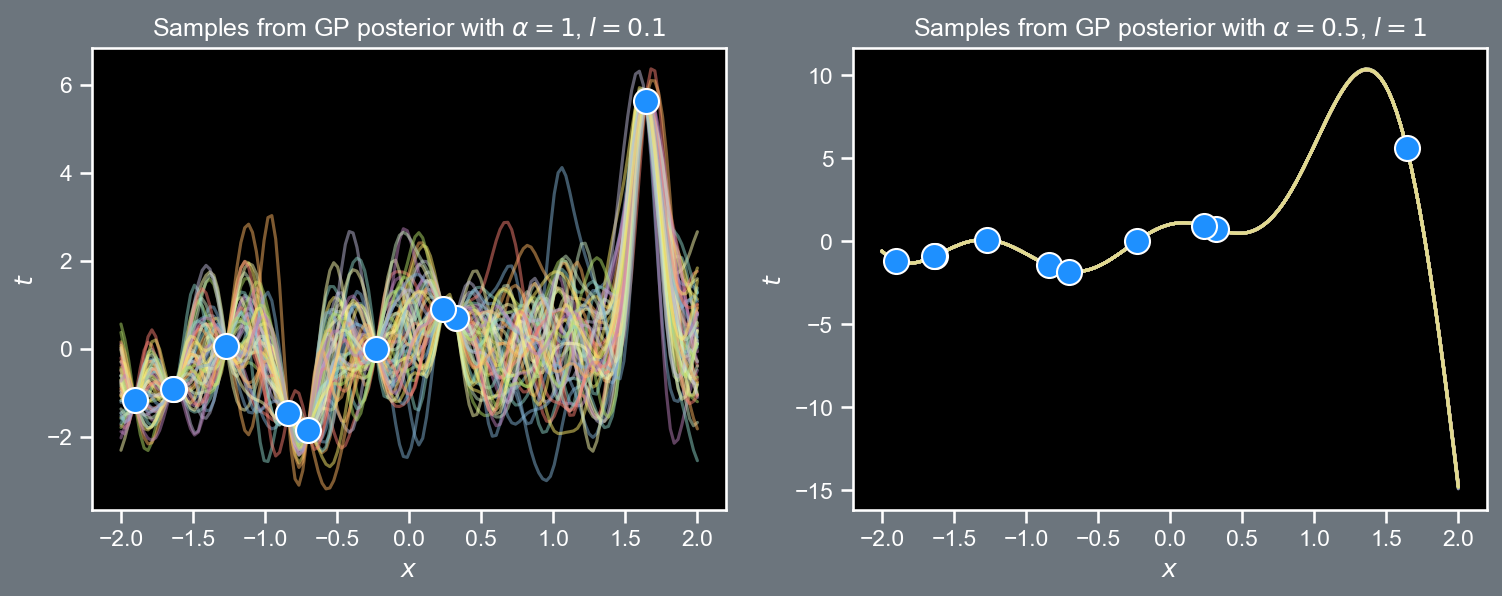 Samples from GP posterior with α = 1, l = 0.1
6
4
2
0
−2
t
−2.0 −1.5 −1.0 −0.5 0.0 0.5 1.0 1.5 2.0
x
Samples from GP posterior with α = 0.5, l = 1
10
5
0
−5
−10
−15
t
−2.0 −1.5 −1.0 −0.5 0.0 0.5 1.0 1.5 2.0
x